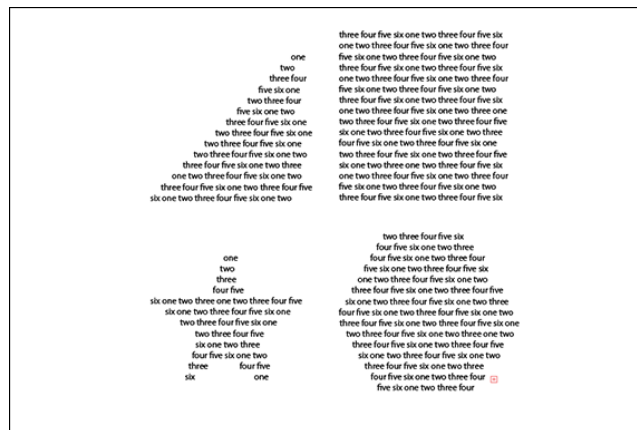 one
two
three four
five six one
two three four
five six one two
three four five six one
two three four five six one
two three four five six one
two three four five six one two
three four five six one two three
one two three four five six one two
three four five six one two three four five
six one two three four five six one two
three four five six one two three four five six
one two three four five six one two three four
five six one two three four five six one two
three four five six one two three four five six
one two three four five six one two three four
five six one two three four five six one two
three four five six one two three four five six
one two three four five six one two three one
two three four five six one two three four five
six one two three four five six one two three
four five six one two three four five six one
two three four five six one two three four five
six one two three four five six one two three
one two three four five six one two three four
five six one two three four five six one two
three four five six one two three four five six
one
two
three
four five
six one two three one two three four five
six one two three four five six one
two three four five six one
two three four five
six one two three
four five six one two
three four five
six one
two three four five six
four five six one two three
four five six one two three four
five six one two three four five six
one two three four five six one two
three four five six one two three four five
six one two three four five six one two three
four five six one two three four five six one two
three four five six one two three four five six one
two three four five six one two three one two
three four five six one two three four five
six one two three four five six one two
three four five six one two three
four five six one two three four
five six one two three four